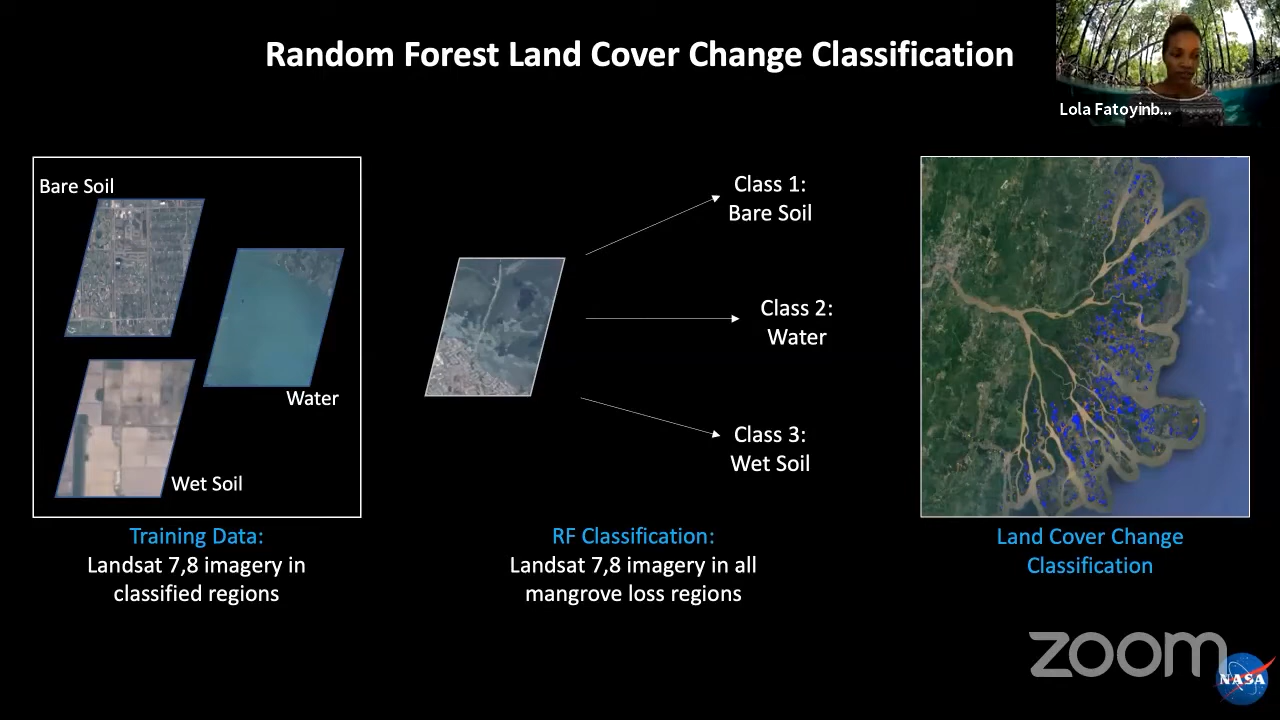 Random Forest Land Cover Change Classification
Lola Fatoyinb...
Bare Soil
Water
Wet Soil
Training Data:
Landsat 7,8 imagery in
classified regions
Class 1:
Bare Soil
Class 2:
Water
Class 3:
Wet Soil
RF Classification:
Landsat 7,8 imagery in all
mangrove loss regions
Land Cover Change
Classification
zoom
NASA